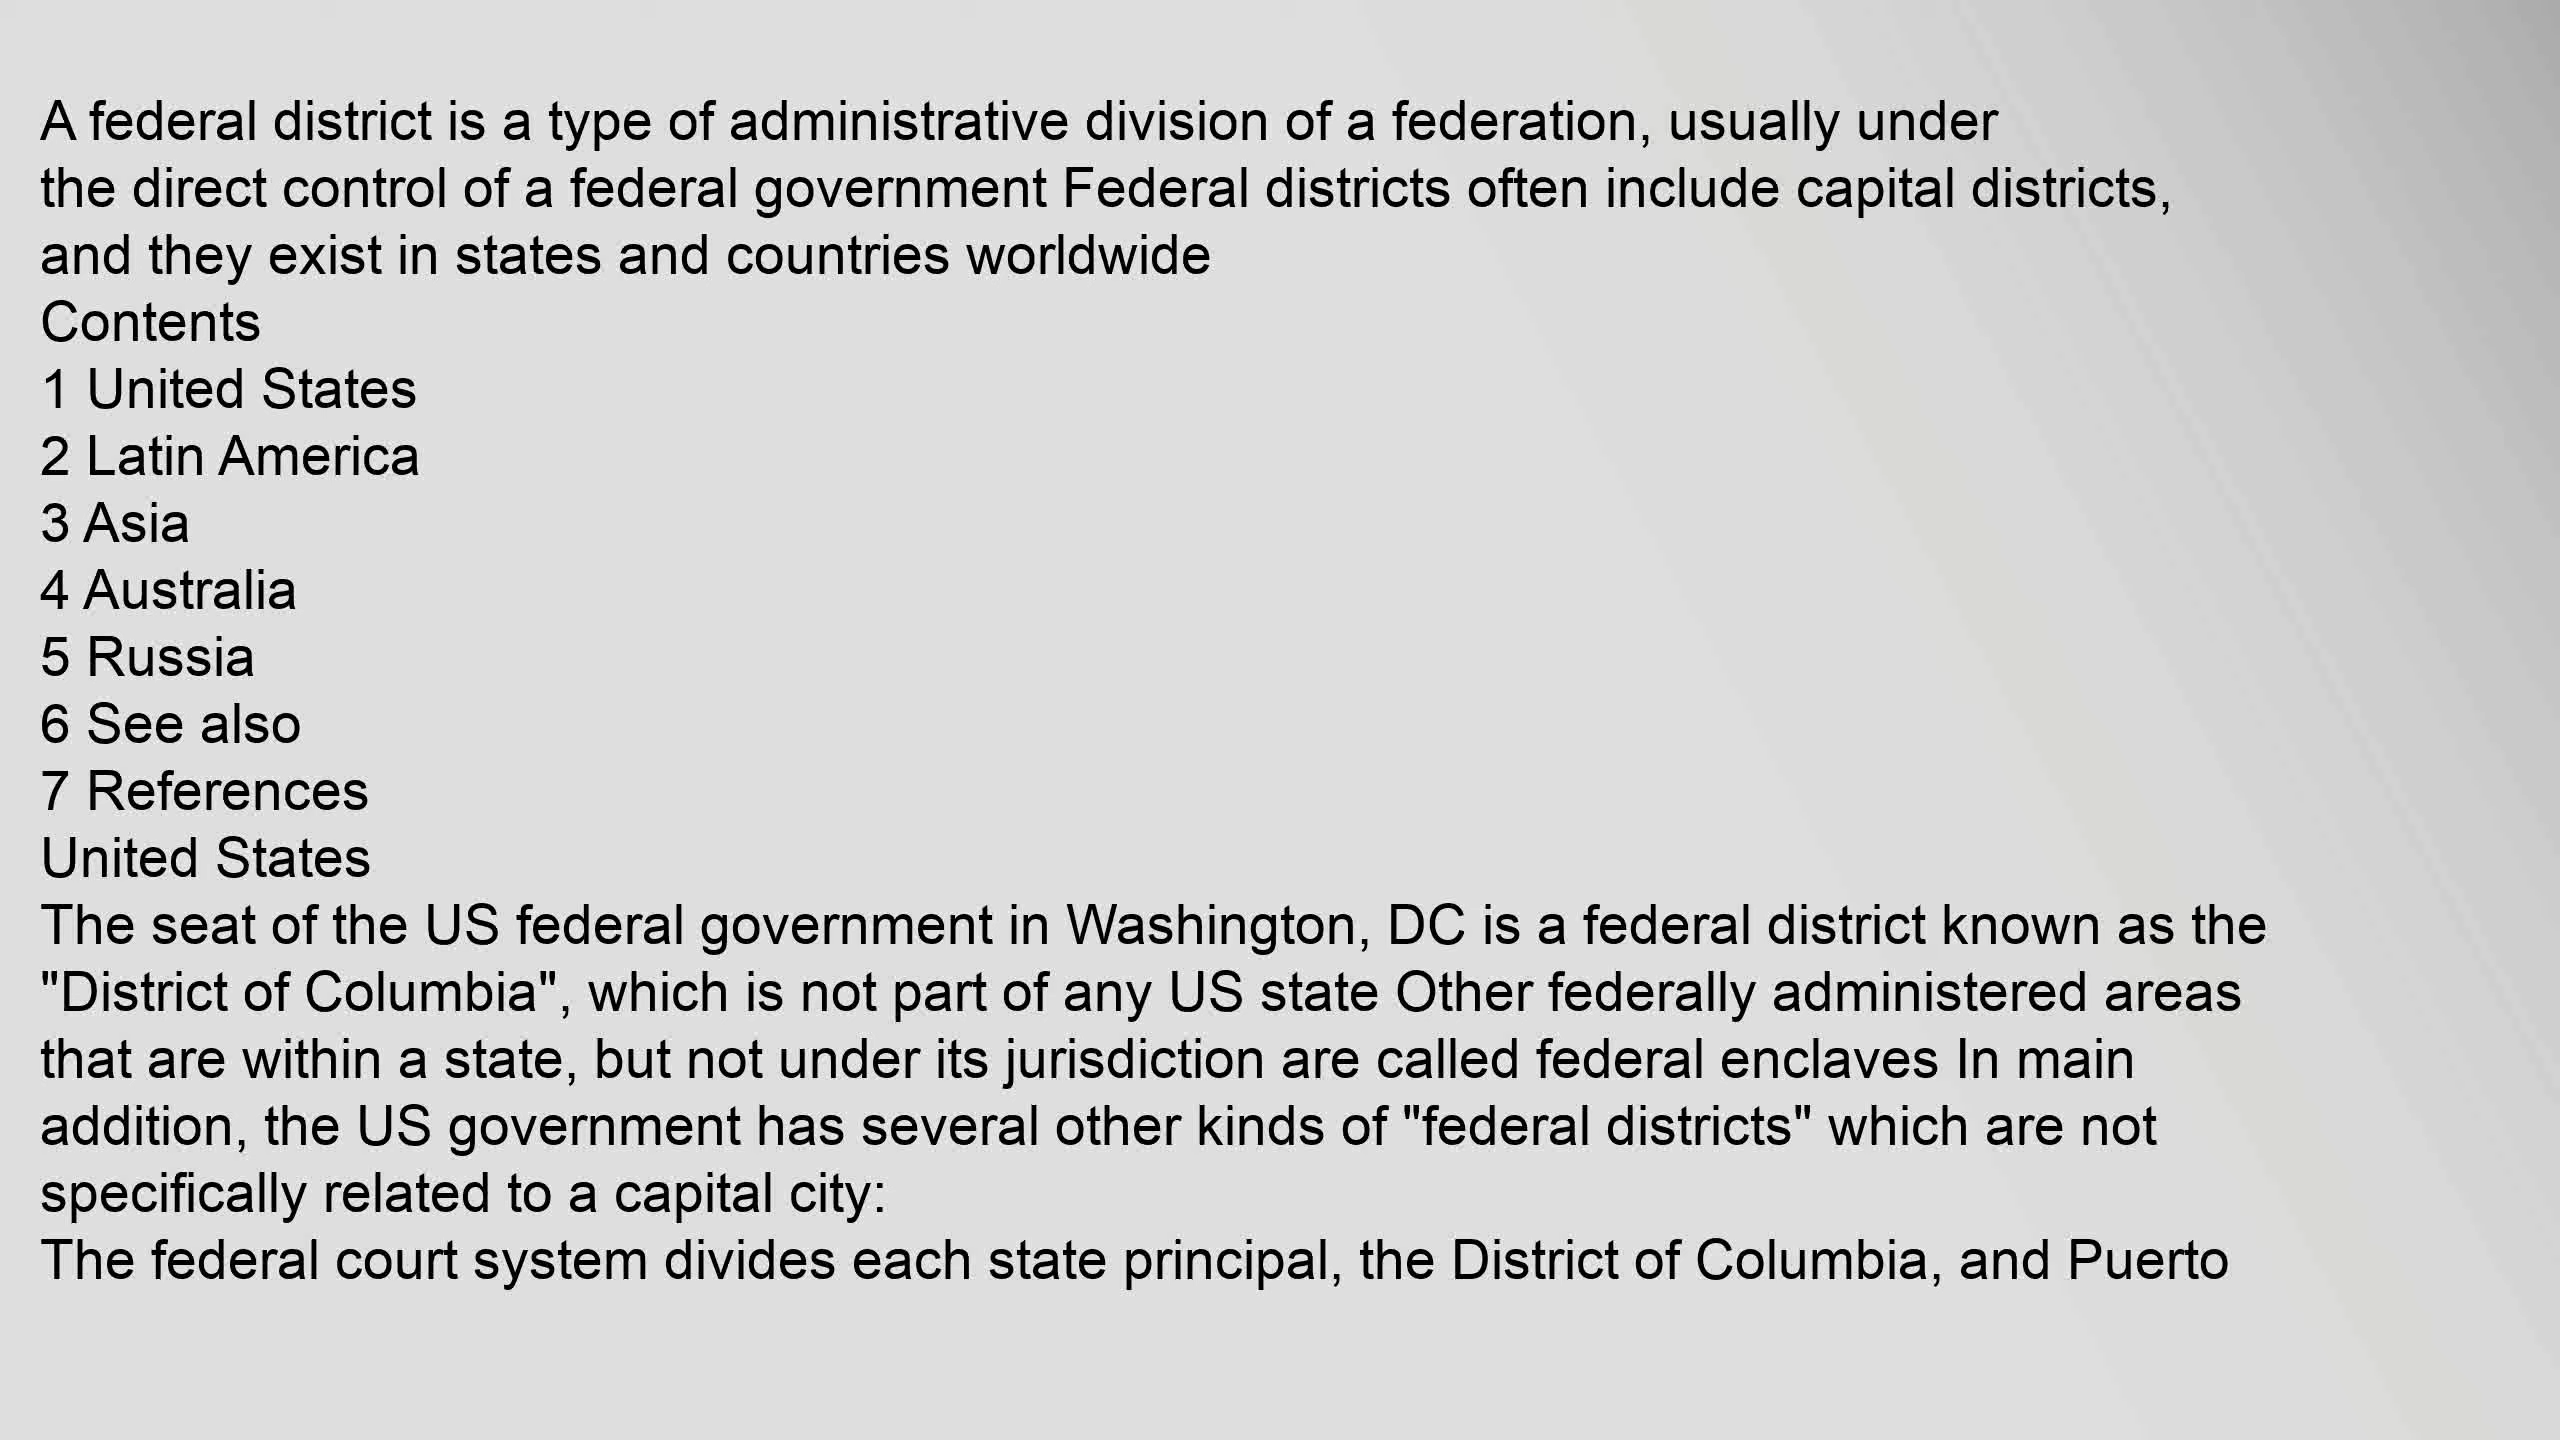 A federal district is a type of administrative division of a federation, usually under
the direct control of a federal government Federal districts often include capital districts,
and they exist in states and countries worldwide
Contents
1 United States
2 Latin America
3 Asia
4 Australia
5 Russia
6 See also
7 References
United States
The seat of the US federal government in Washington, DC is a federal district known as the
"District of Columbia", which is not part of any US state Other federally administered areas
that are within a state, but not under its jurisdiction are called federal enclaves In main
addition, the US government has several other kinds of "federal districts" which are not
specifically related to a capital city:
The federal court system divides each state principal, the District of Columbia, and Puerto